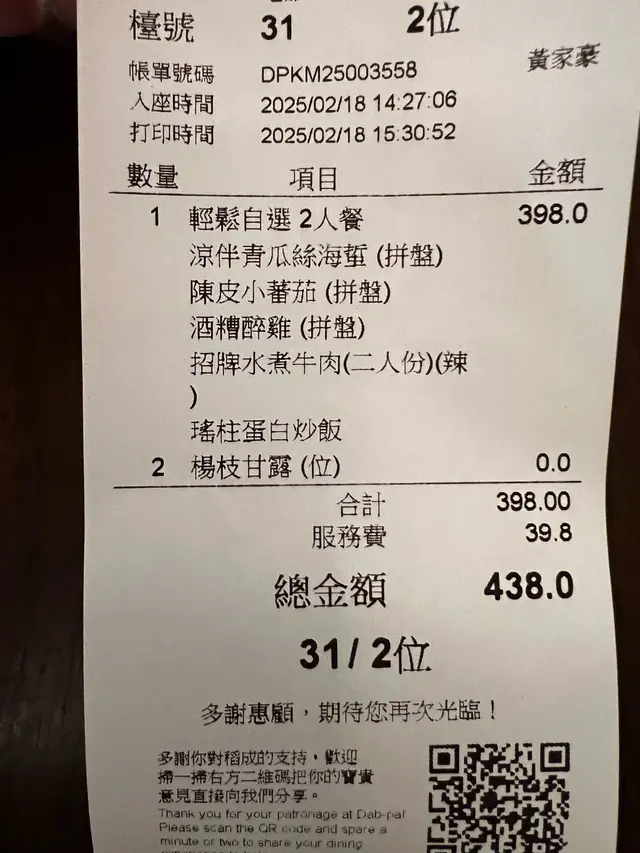 檯號 31 2位
黃家豪
帳單號碼 DPKM25003558
入座時間 2025/02/18 14:27:06
打印時間 2025/02/18 15:30:52
數量 項目 金額
1 輕鬆自選 2人餐 398.0
涼伴青瓜絲海蜇 (拼盤)
陳皮小蕃茄 (拼盤)
酒糟醉雞 (拼盤)
招牌水煮牛肉(二人份)(辣
)
瑤柱蛋白炒飯
2 楊枝甘露 (位) 0.0
合計 398.00
服務費 39.8
總金額 438.0
31 / 2位
多謝惠顧，期待您再次光臨！
多謝你對稻成的支持，歡迎
掃一掃右方二維碼把你的寶貴
意見直接向我們分享。
Thank you for your patronage at Dab-pa!
Please scan the QR code and spare a
minute or two to share your dining